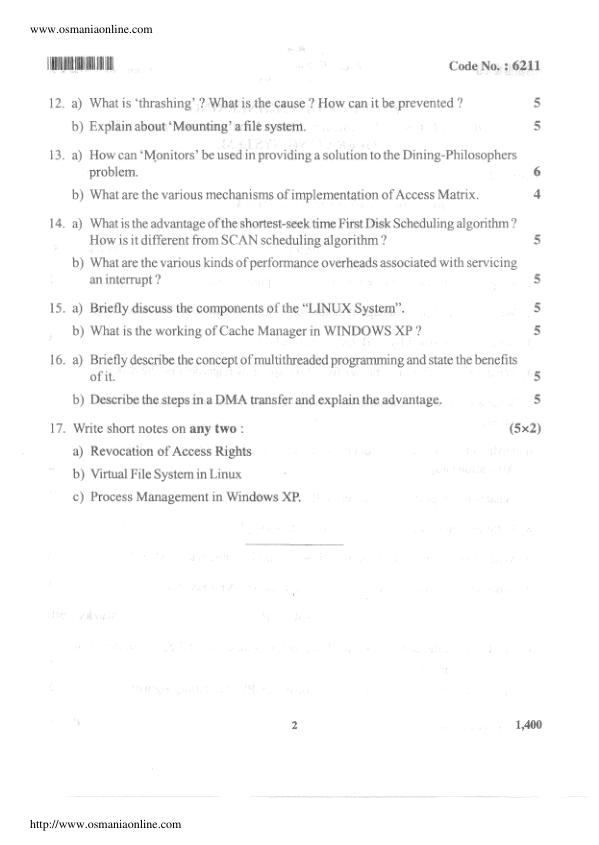 www.osmaniaonline.com
Code No. : 6211
12. a) What is ‘thrashing’ ? What is the cause ? How can it be prevented ? 5
b) Explain about ‘Mounting’ a file system. 5
13. a) How can ‘Monitors’ be used in providing a solution to the Dining-Philosophers
problem. 6
b) What are the various mechanisms of implementation of Access Matrix. 4
14. a) What is the advantage of the shortest-seek time First Disk Scheduling algorithm ?
How is it different from SCAN scheduling algorithm ? 5
b) What are the various kinds of performance overheads associated with servicing
an interrupt ? 5
15. a) Briefly discuss the components of the “LINUX System”. 5
b) What is the working of Cache Manager in WINDOWS XP ? 5
16. a) Briefly describe the concept of multithreaded programming and state the benefits
of it. 5
b) Describe the steps in a DMA transfer and explain the advantage. 5
17. Write short notes on any two : (5×2)
a) Revocation of Access Rights
b) Virtual File System in Linux
c) Process Management in Windows XP.
2 1,400
http://www.osmaniaonline.com